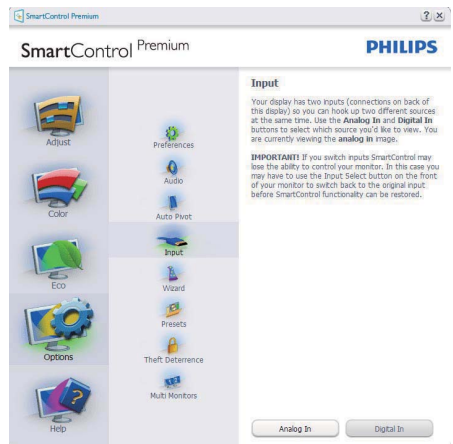 SmartControl Premium
SmartControl Premium
PHILIPS
Adjust
Color
Eco
Options
Help
Preferences
Audio
Auto Pivot
Input
Wizard
Presets
Theft Deterrence
Multi Monitors
Input
Your display has two inputs (connections on back of
this display) so you can hook up two different sources
at the same time. Use the Analog In and Digital In
buttons to select which source you'd like to view. You
are currently viewing the analog in image.
IMPORTANT! If you switch inputs SmartControl may
lose the ability to control your monitor. In this case you
may have to use the Input Select button on the front
of your monitor to switch back to the original input
before SmartControl functionality can be restored.
Analog In
Digital In